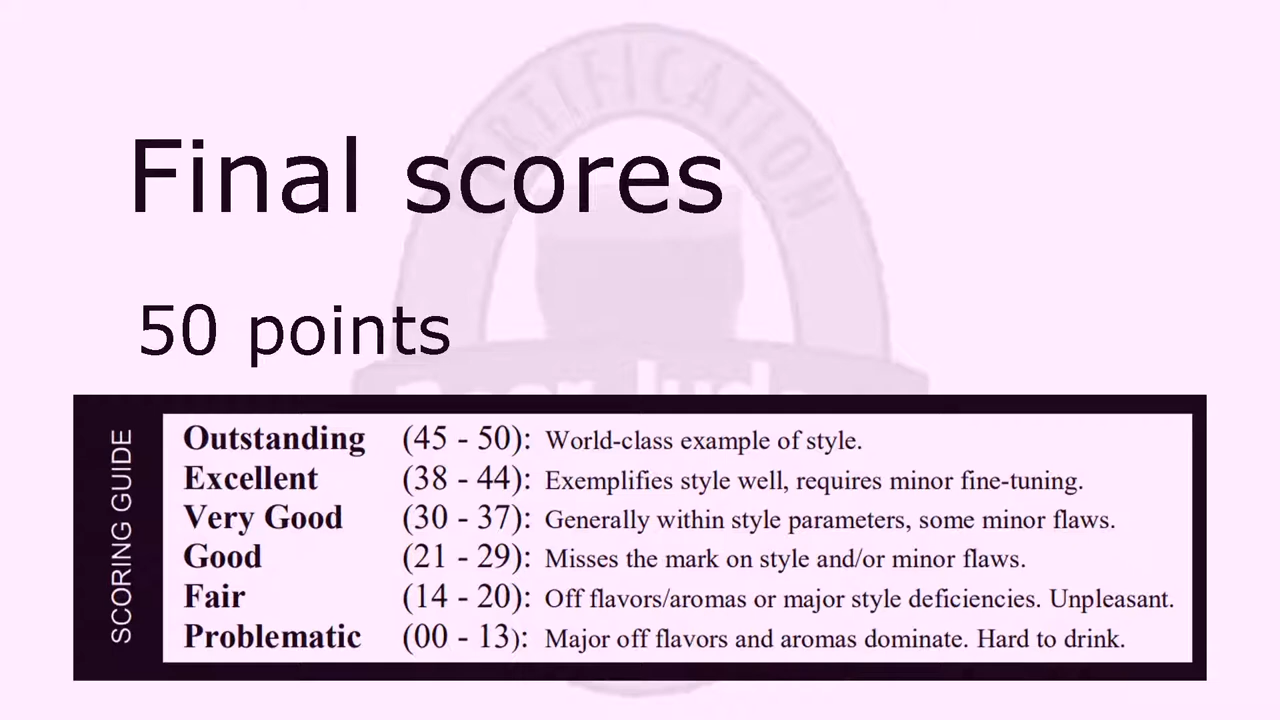 CERTIFICATION
Final scores
50 points
SCORING GUIDE
Outstanding (45 - 50): World-class example of style.
Excellent (38 - 44): Exemplifies style well, requires minor fine-tuning.
Very Good (30 - 37): Generally within style parameters, some minor flaws.
Good (21 - 29): Misses the mark on style and/or minor flaws.
Fair (14 - 20): Off flavors/aromas or major style deficiencies. Unpleasant.
Problematic (00 - 13): Major off flavors and aromas dominate. Hard to drink.